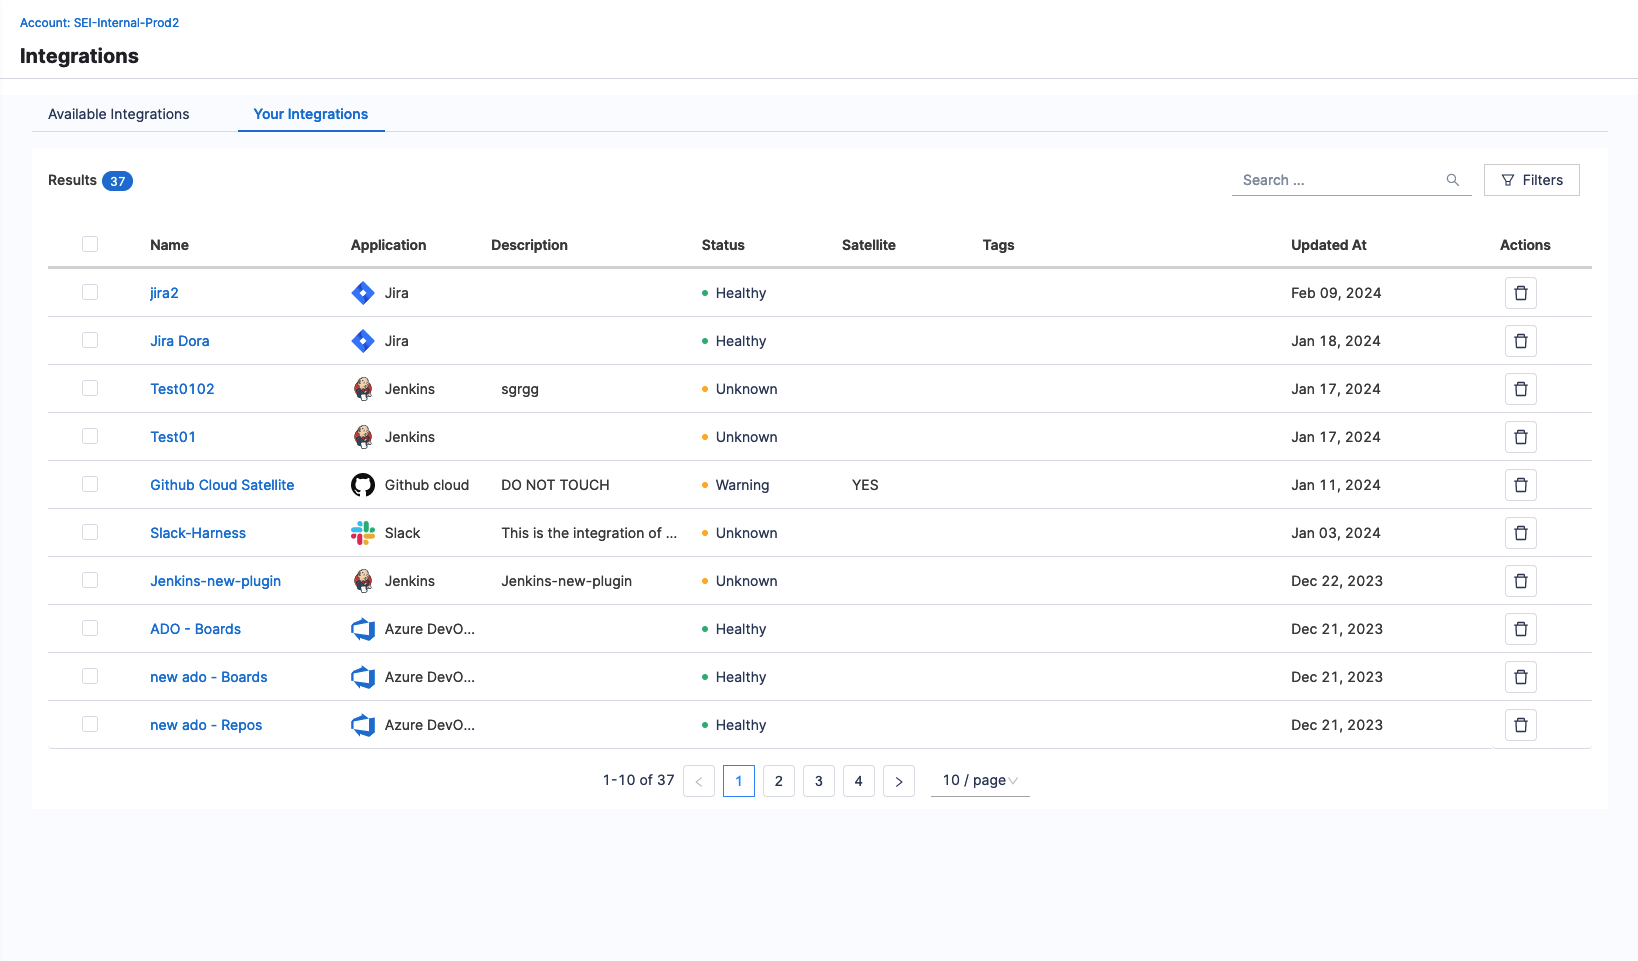 Account: SEI-Internal-Prod2
Integrations
Available Integrations Your Integrations
Results 37 Search ... Filters
Name Application Description Status Satellite Tags Updated At Actions
jira2 Jira Healthy Feb 09, 2024
Jira Dora Jira Healthy Jan 18, 2024
Test0102 Jenkins sgrgg Unknown Jan 17, 2024
Test01 Jenkins Unknown Jan 17, 2024
Github Cloud Satellite Github cloud DO NOT TOUCH Warning YES Jan 11, 2024
Slack-Harness Slack This is the integration of ... Unknown Jan 03, 2024
Jenkins-new-plugin Jenkins Jenkins-new-plugin Unknown Dec 22, 2023
ADO - Boards Azure DevO... Healthy Dec 21, 2023
new ado - Boards Azure DevO... Healthy Dec 21, 2023
new ado - Repos Azure DevO... Healthy Dec 21, 2023
1-10 of 37 < 1 2 3 4 > 10 / page